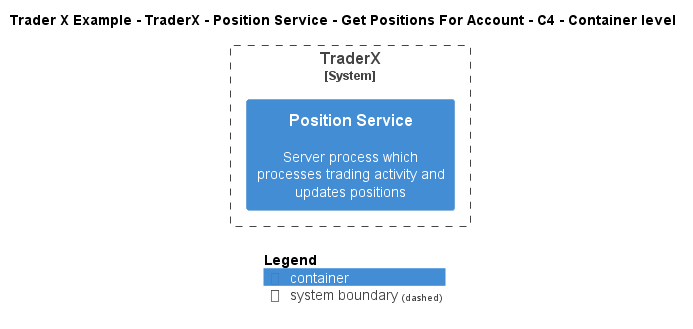 Trader X Example - TraderX - Position Service - Get Positions For Account - C4 - Container level
TraderX
[System]
Position Service
Server process which
processes trading activity and
updates positions
Legend
container
system boundary (dashed)